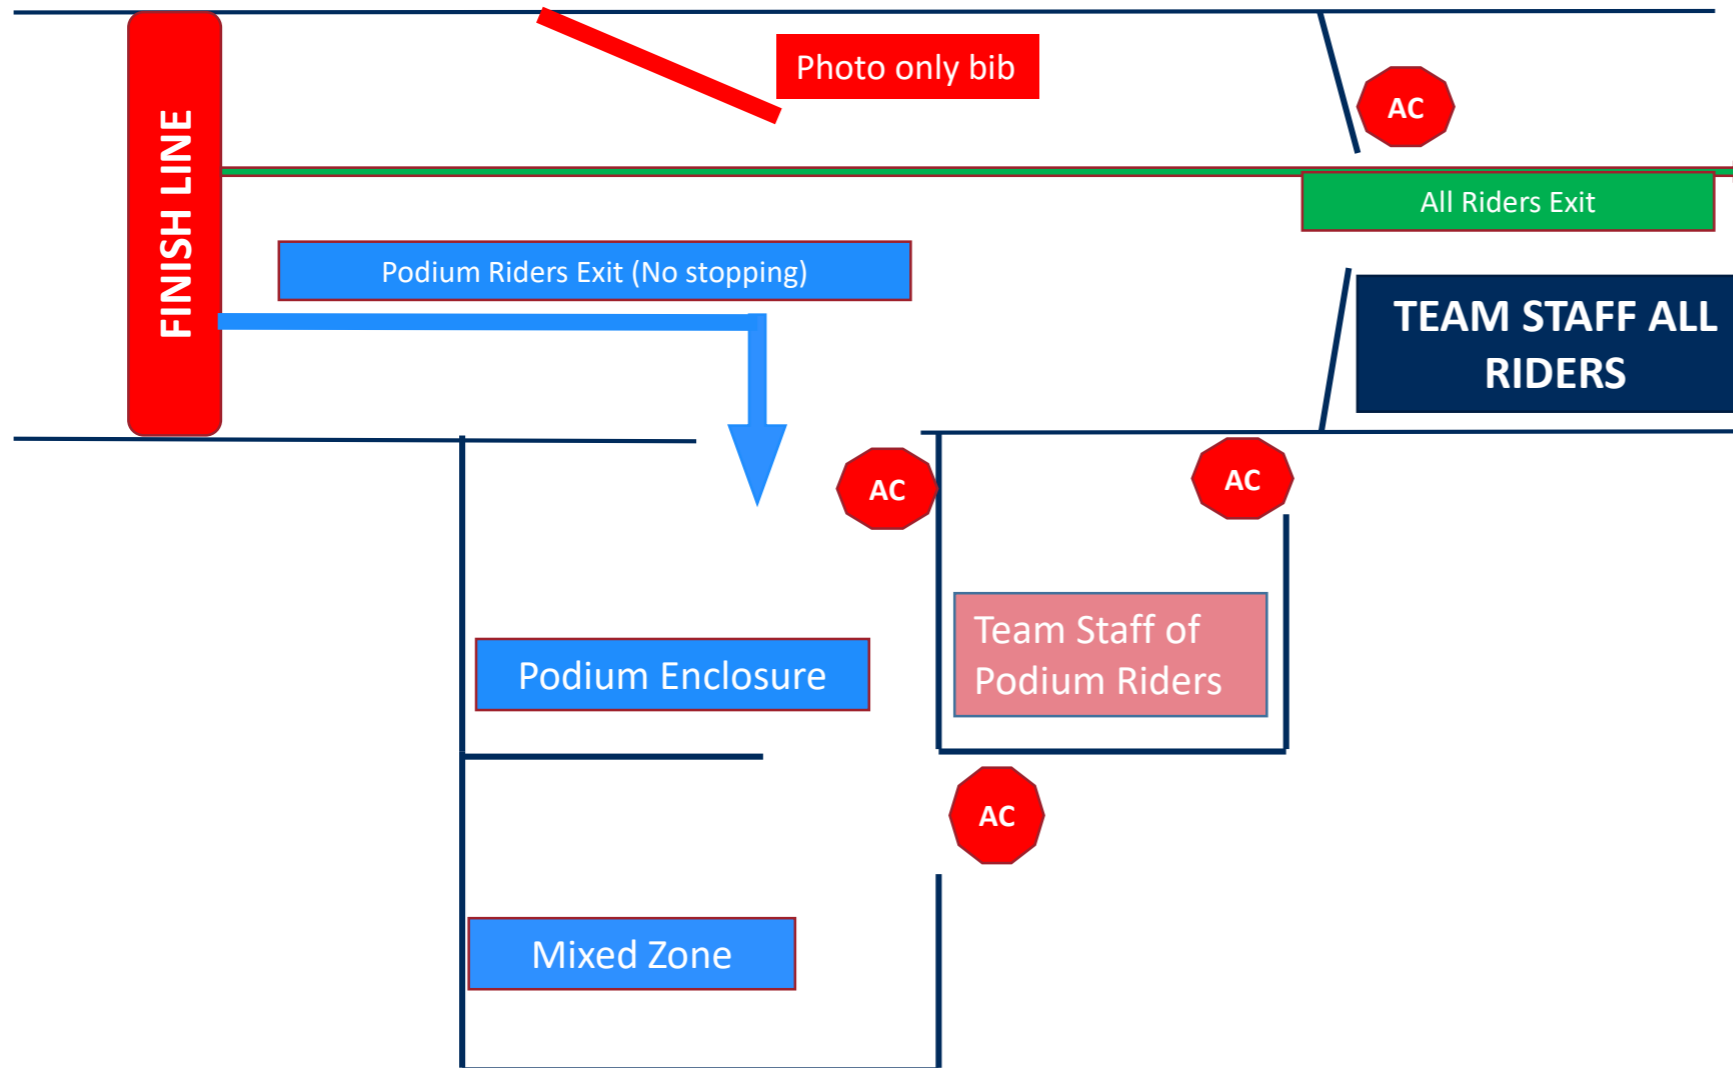 Photo only bib
AC
FINISH LINE
All Riders Exit
Podium Riders Exit (No stopping)
TEAM STAFF ALL
RIDERS
AC
AC
Team Staff of
Podium Riders
Podium Enclosure
AC
Mixed Zone